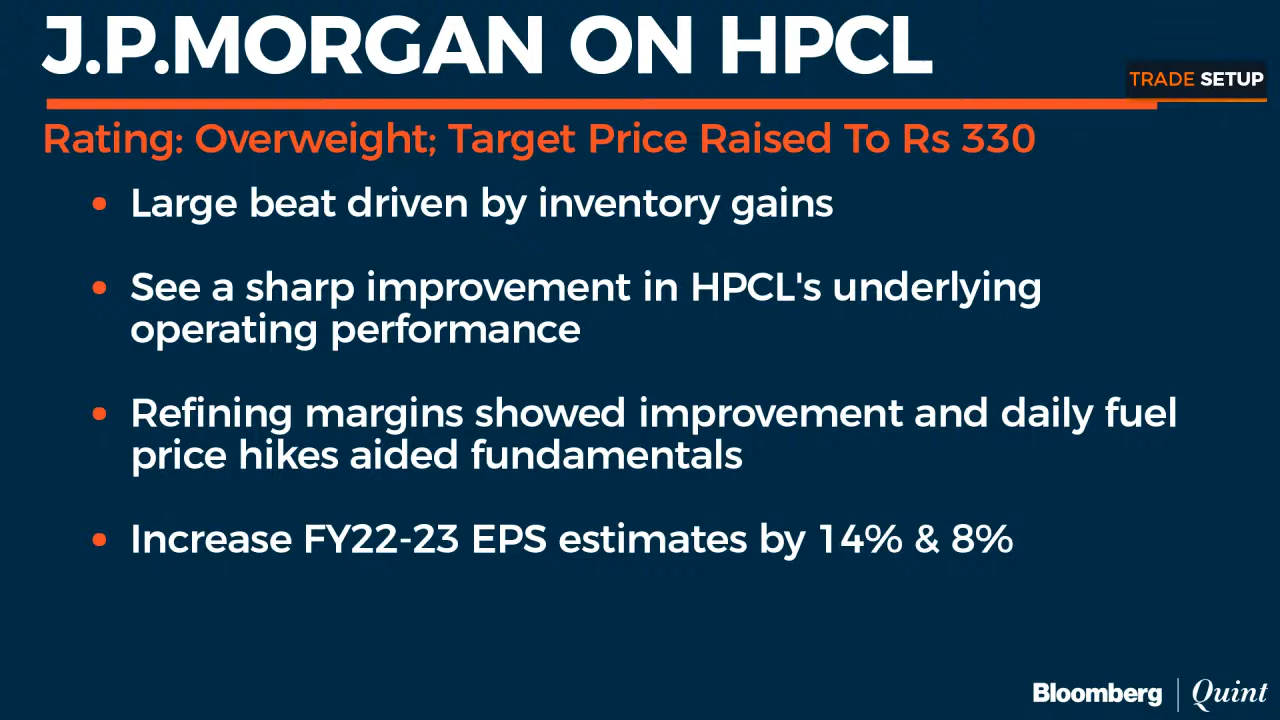 J.P.MORGAN ON HPCL
TRADE SETUP
Rating: Overweight; Target Price Raised To Rs 330
• Large beat driven by inventory gains
• See a sharp improvement in HPCL's underlying
operating performance
• Refining margins showed improvement and daily fuel
price hikes aided fundamentals
• Increase FY22-23 EPS estimates by 14% & 8%
Bloomberg | Quint